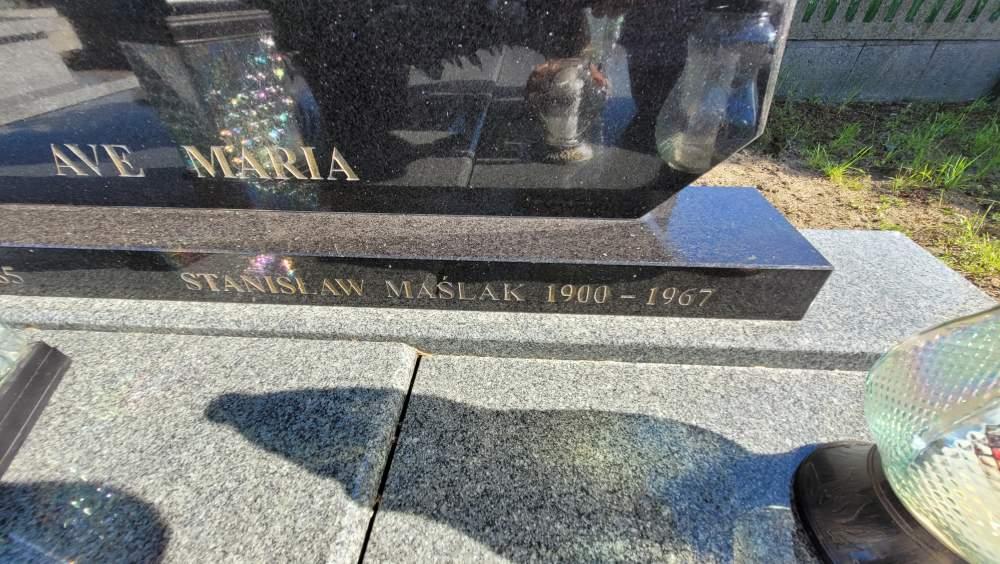 AVE MARIA
STANISŁAW MAŚLAK 1900 – 1967